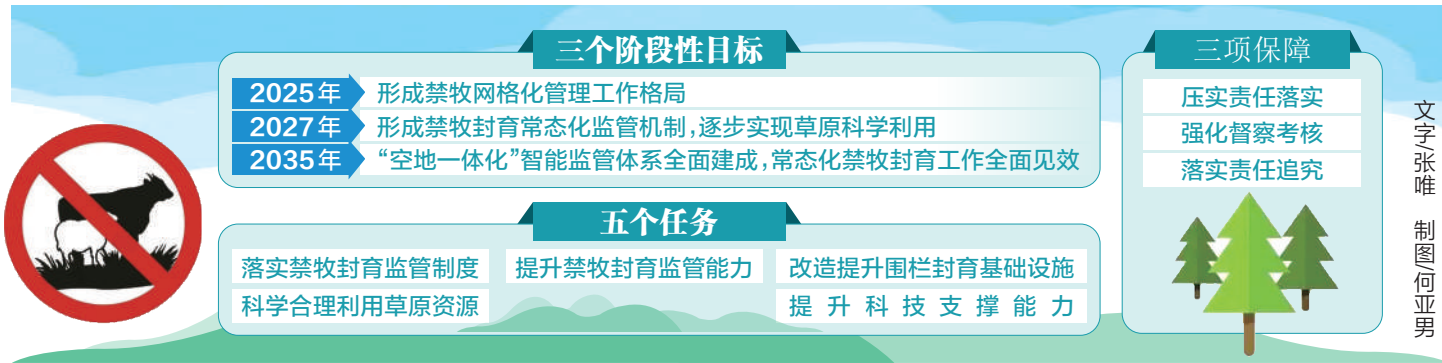 三个阶段性目标
2025年 形成禁牧网格化管理工作格局
2027年 形成禁牧封育常态化监管机制,逐步实现草原科学利用
2035年 “空地一体化”智能监管体系全面建成,常态化禁牧封育工作全面见效
五个任务
落实禁牧封育监管制度 提升禁牧封育监管能力 改造提升围栏封育基础设施
科学合理利用草原资源 提升科技支撑能力
三项保障
压实责任落实
强化督察考核
落实责任追究
文字/张唯 制图/何亚男